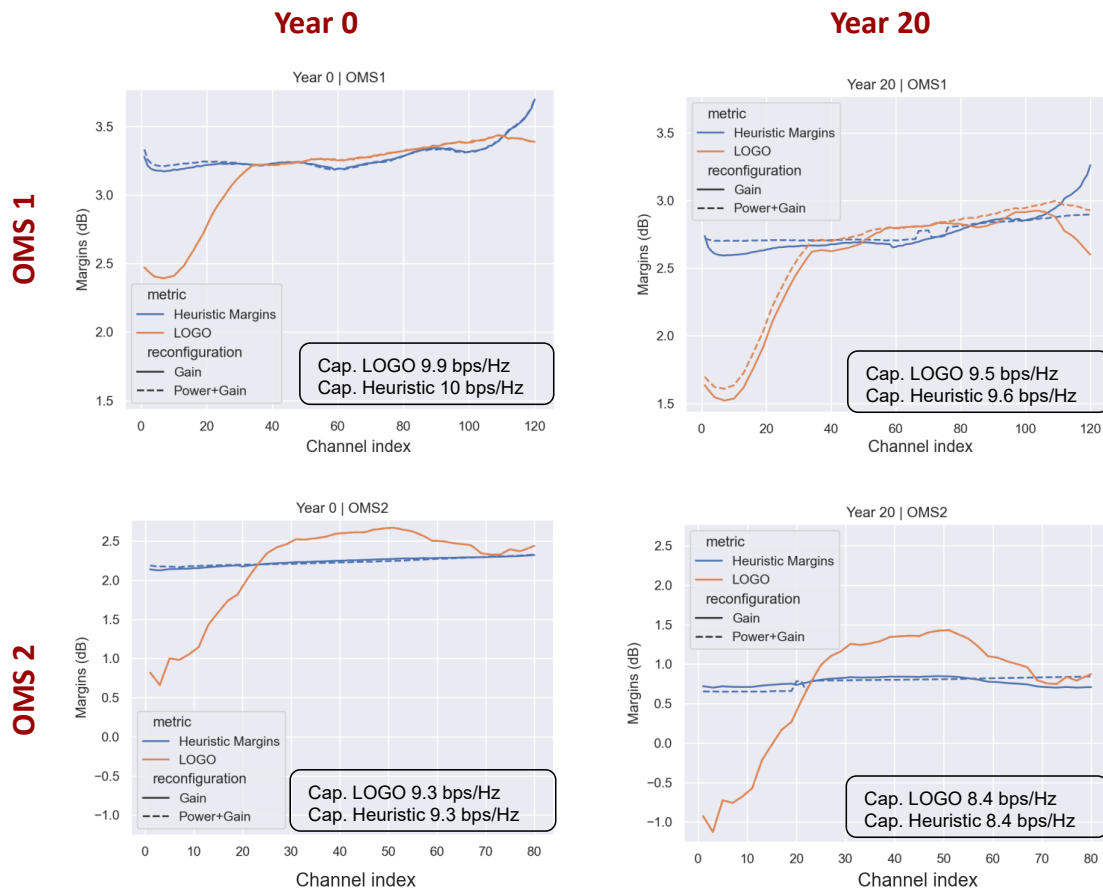 Year 0
Year 20
OMS 1
OMS 2
Year 0 | OMS1
Margins (dB)
3.5
3.0
2.5
2.0
1.5
metric
Heuristic Margins
LOGO
reconfiguration
Gain
Power+Gain
Cap. LOGO 9.9 bps/Hz
Cap. Heuristic 10 bps/Hz
0 20 40 60 80 100 120
Channel index
Year 20 | OMS1
Margins (dB)
3.5
3.0
2.5
2.0
1.5
metric
Heuristic Margins
LOGO
reconfiguration
Gain
Power+Gain
Cap. LOGO 9.5 bps/Hz
Cap. Heuristic 9.6 bps/Hz
0 20 40 60 80 100 120
Channel index
Year 0 | OMS2
Margins (dB)
2.5
2.0
1.5
1.0
0.5
0.0
−0.5
−1.0
metric
Heuristic Margins
LOGO
reconfiguration
Gain
Power+Gain
Cap. LOGO 9.3 bps/Hz
Cap. Heuristic 9.3 bps/Hz
0 10 20 30 40 50 60 70 80
Channel index
Year 20 | OMS2
Margins (dB)
2.5
2.0
1.5
1.0
0.5
0.0
−0.5
−1.0
metric
Heuristic Margins
LOGO
reconfiguration
Gain
Power+Gain
Cap. LOGO 8.4 bps/Hz
Cap. Heuristic 8.4 bps/Hz
0 10 20 30 40 50 60 70 80
Channel index